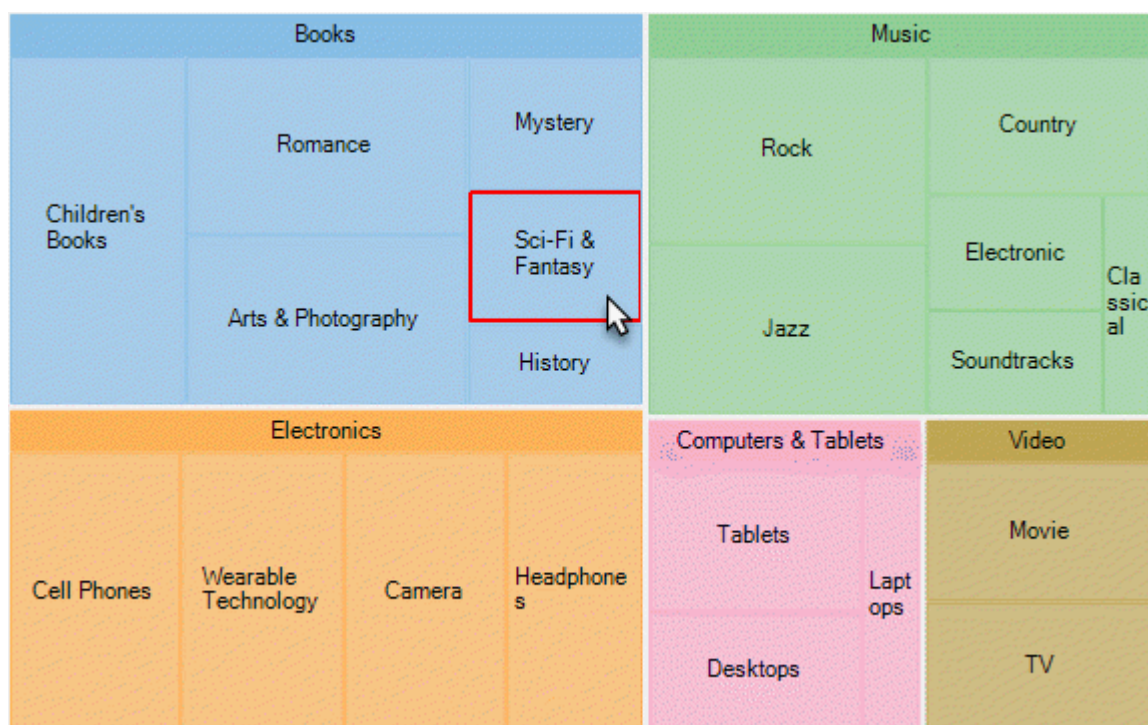 Books
Children's
Books
Romance
Arts & Photography
Mystery
Sci-Fi &
Fantasy
History
Music
Rock
Jazz
Country
Electronic
Soundtracks
Cla
ssic
al
Electronics
Cell Phones
Wearable
Technology
Camera
Headphone
s
Computers & Tablets
Tablets
Desktops
Lapt
ops
Video
Movie
TV